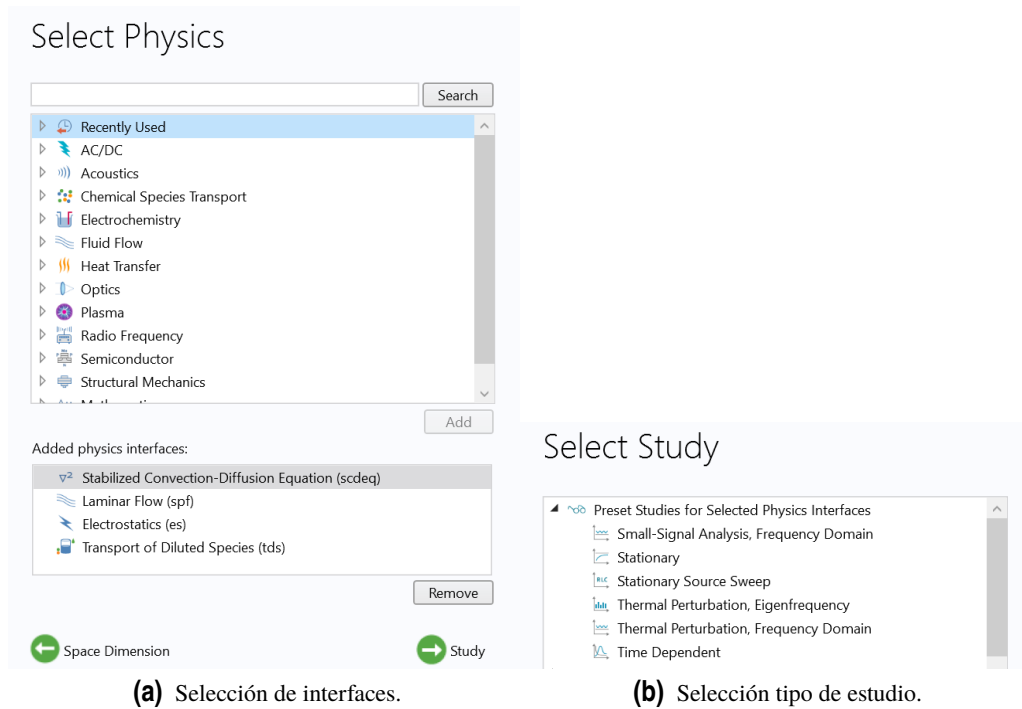 Select Physics
Search
Recently Used
AC/DC
Acoustics
Chemical Species Transport
Electrochemistry
Fluid Flow
Heat Transfer
Optics
Plasma
Radio Frequency
Semiconductor
Structural Mechanics
Add
Added physics interfaces:
∇² Stabilized Convection-Diffusion Equation (scdeq)
Laminar Flow (spf)
Electrostatics (es)
Transport of Diluted Species (tds)
Remove
Space Dimension
Study
(a) Selección de interfaces.
Select Study
Preset Studies for Selected Physics Interfaces
Small-Signal Analysis, Frequency Domain
Stationary
Stationary Source Sweep
Thermal Perturbation, Eigenfrequency
Thermal Perturbation, Frequency Domain
Time Dependent
(b) Selección tipo de estudio.